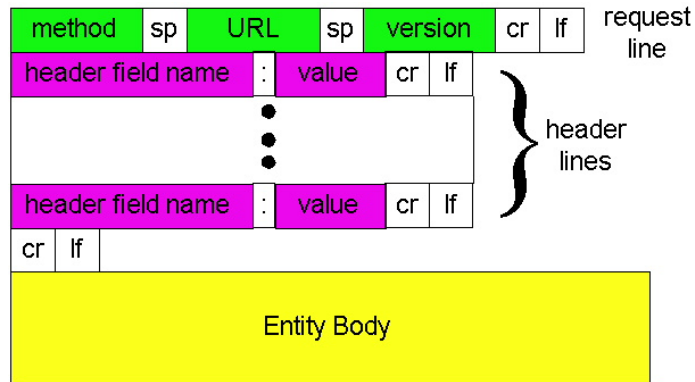 method sp URL sp version cr lf request line
header field name : value cr lf
header lines
header field name : value cr lf
cr lf
Entity Body